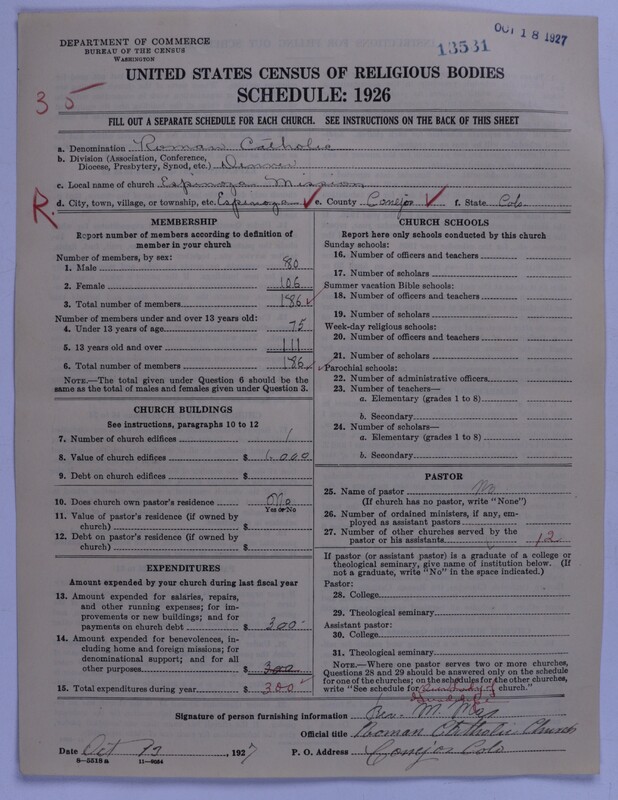 DEPARTMENT OF COMMERCE
BUREAU OF THE CENSUS
WASHINGTON
13531
OCT 18 1927
UNITED STATES CENSUS OF RELIGIOUS BODIES
SCHEDULE: 1926
35
FILL OUT A SEPARATE SCHEDULE FOR EACH CHURCH. SEE INSTRUCTIONS ON THE BACK OF THIS SHEET
a. Denomination Roman Catholic
b. Division (Association, Conference,
Diocese, Presbytery, Synod, etc.) Denver
c. Local name of church Espinoza Mission
R.
d. City, town, village, or township, etc. Espinoza e. County Conejos f. State Colo.
MEMBERSHIP
Report number of members according to definition of
member in your church
Number of members, by sex:
1. Male 80
2. Female 106
3. Total number of members 186
Number of members under and over 13 years old:
4. Under 13 years of age 75
5. 13 years old and over 111
6. Total number of members 186
NOTE.—The total given under Question 6 should be the
same as the total of males and females given under Question 3.
CHURCH BUILDINGS
See instructions, paragraphs 10 to 12
7. Number of church edifices 1
8. Value of church edifices $ 1,000
9. Debt on church edifices $
10. Does church own pastor's residence No
Yes or No
11. Value of pastor's residence (if owned by
church) $
12. Debt on pastor's residence (if owned by
church) $
EXPENDITURES
Amount expended by your church during last fiscal year
13. Amount expended for salaries, repairs,
and other running expenses; for im-
provements or new buildings; and for
payments on church debt $ 300
14. Amount expended for benevolences, in-
cluding home and foreign missions; for
denominational support; and for all
other purposes $ 300
15. Total expenditures during year $ 300
CHURCH SCHOOLS
Report here only schools conducted by this church
Sunday schools:
16. Number of officers and teachers
17. Number of scholars
Summer vacation Bible schools:
18. Number of officers and teachers
19. Number of scholars
Week-day religious schools:
20. Number of officers and teachers
21. Number of scholars
Parochial schools:
22. Number of administrative officers
23. Number of teachers—
a. Elementary (grades 1 to 8)
b. Secondary
24. Number of scholars—
a. Elementary (grades 1 to 8)
b. Secondary
PASTOR
25. Name of pastor No
(If church has no pastor, write "None")
26. Number of ordained ministers, if any, em-
ployed as assistant pastors
27. Number of other churches served by the
pastor or his assistants 12
If pastor (or assistant pastor) is a graduate of a college or
theological seminary, give name of institution below. (If
not a graduate, write "No" in the space indicated.)
Pastor:
28. College
29. Theological seminary
Assistant pastor:
30. College
31. Theological seminary
NOTE.—Where one pastor serves two or more churches,
Questions 28 and 29 should be answered only on the schedule
for one of the churches; on the schedules for the other churches,
write "See schedule for church."
Signature of person furnishing information Rev. M.
Official title Roman Catholic Church
Date Oct 13, 1927
P. O. Address Conejos Colo
8—5518a 11—9054